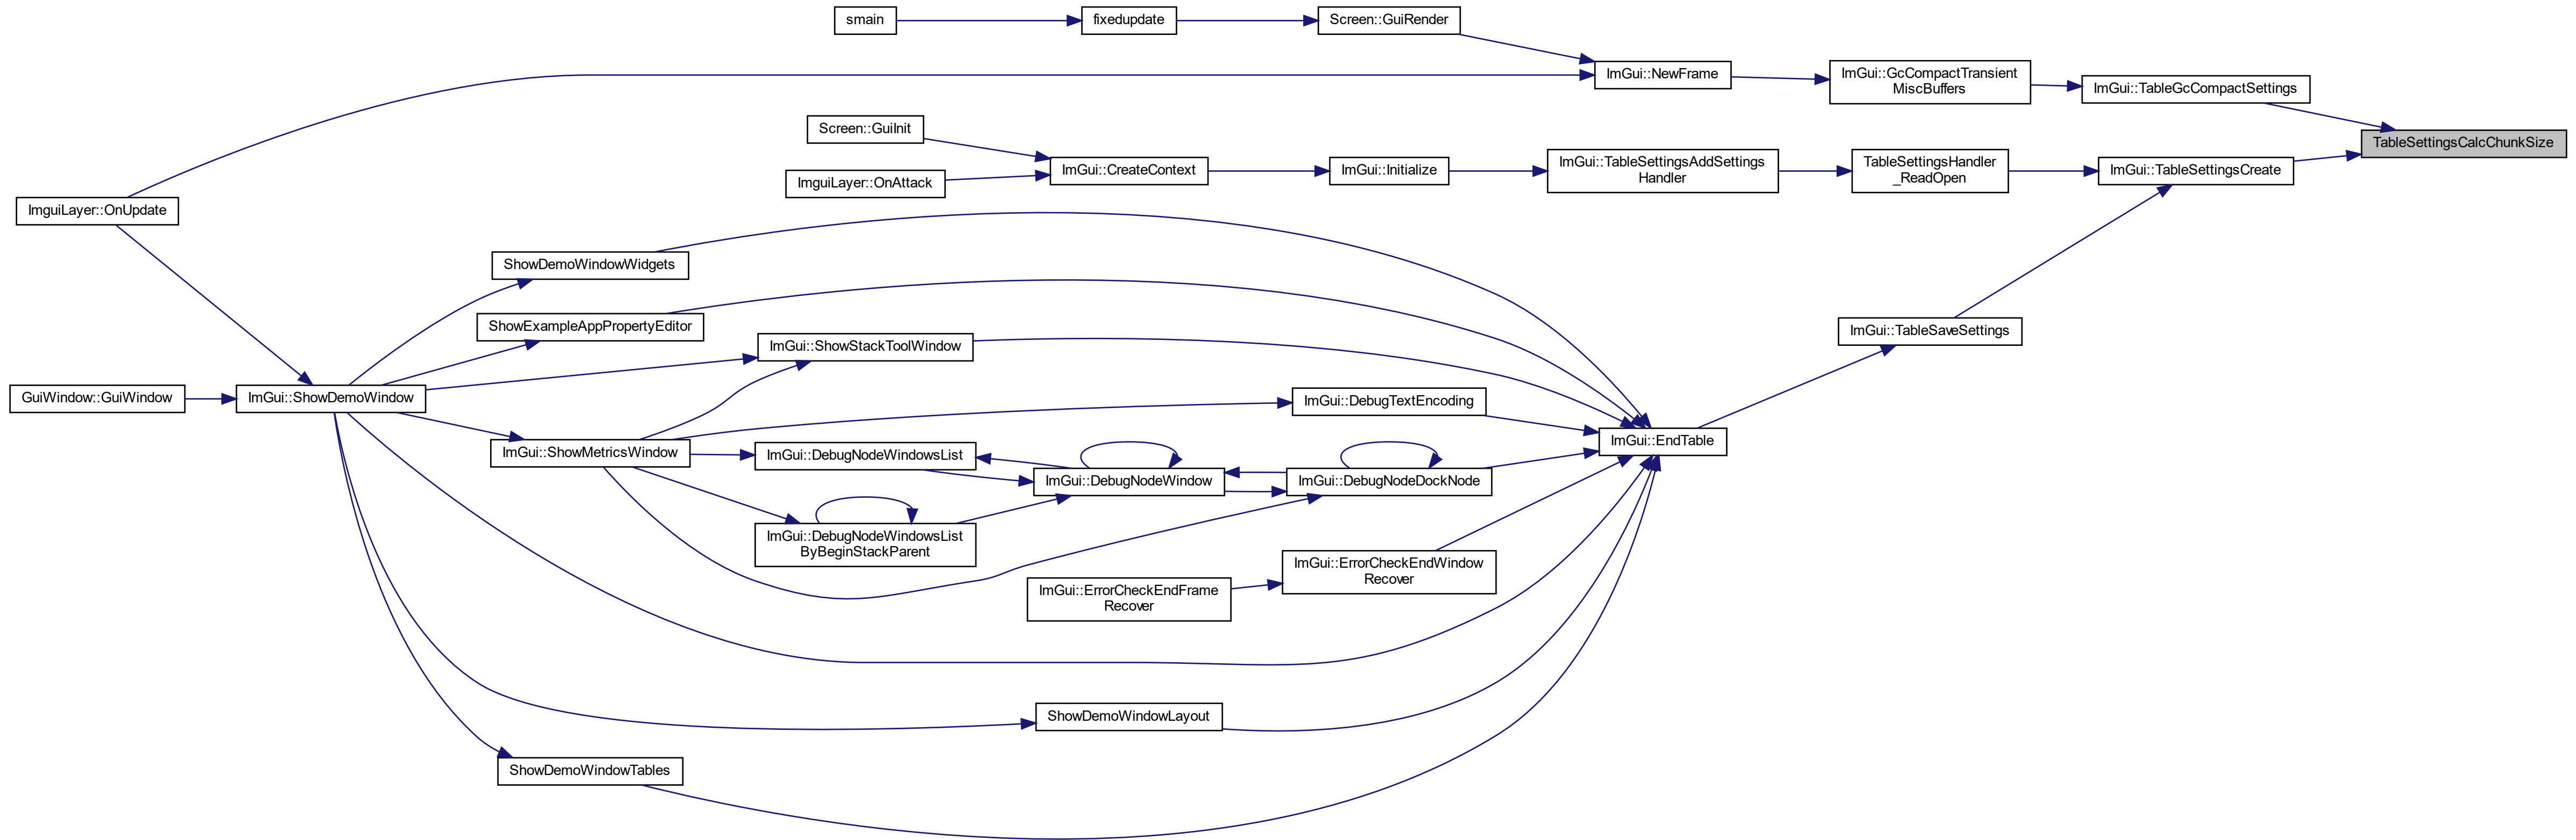 smain
fixedupdate
Screen::GuiRender
ImGui::NewFrame
ImGui::GcCompactTransient
MiscBuffers
ImGui::TableGcCompactSettings
TableSettingsCalcChunkSize
Screen::GuiInit
ImguiLayer::OnAttack
ImGui::CreateContext
ImGui::Initialize
ImGui::TableSettingsAddSettings
Handler
TableSettingsHandler
_ReadOpen
ImGui::TableSettingsCreate
ImguiLayer::OnUpdate
ShowDemoWindowWidgets
ShowExampleAppPropertyEditor
ImGui::ShowStackToolWindow
ImGui::TableSaveSettings
GuiWindow::GuiWindow
ImGui::ShowDemoWindow
ImGui::DebugTextEncoding
ImGui::EndTable
ImGui::ShowMetricsWindow
ImGui::DebugNodeWindowsList
ImGui::DebugNodeWindow
ImGui::DebugNodeDockNode
ImGui::DebugNodeWindowsList
ByBeginStackParent
ImGui::ErrorCheckEndWindow
Recover
ImGui::ErrorCheckEndFrame
Recover
ShowDemoWindowLayout
ShowDemoWindowTables